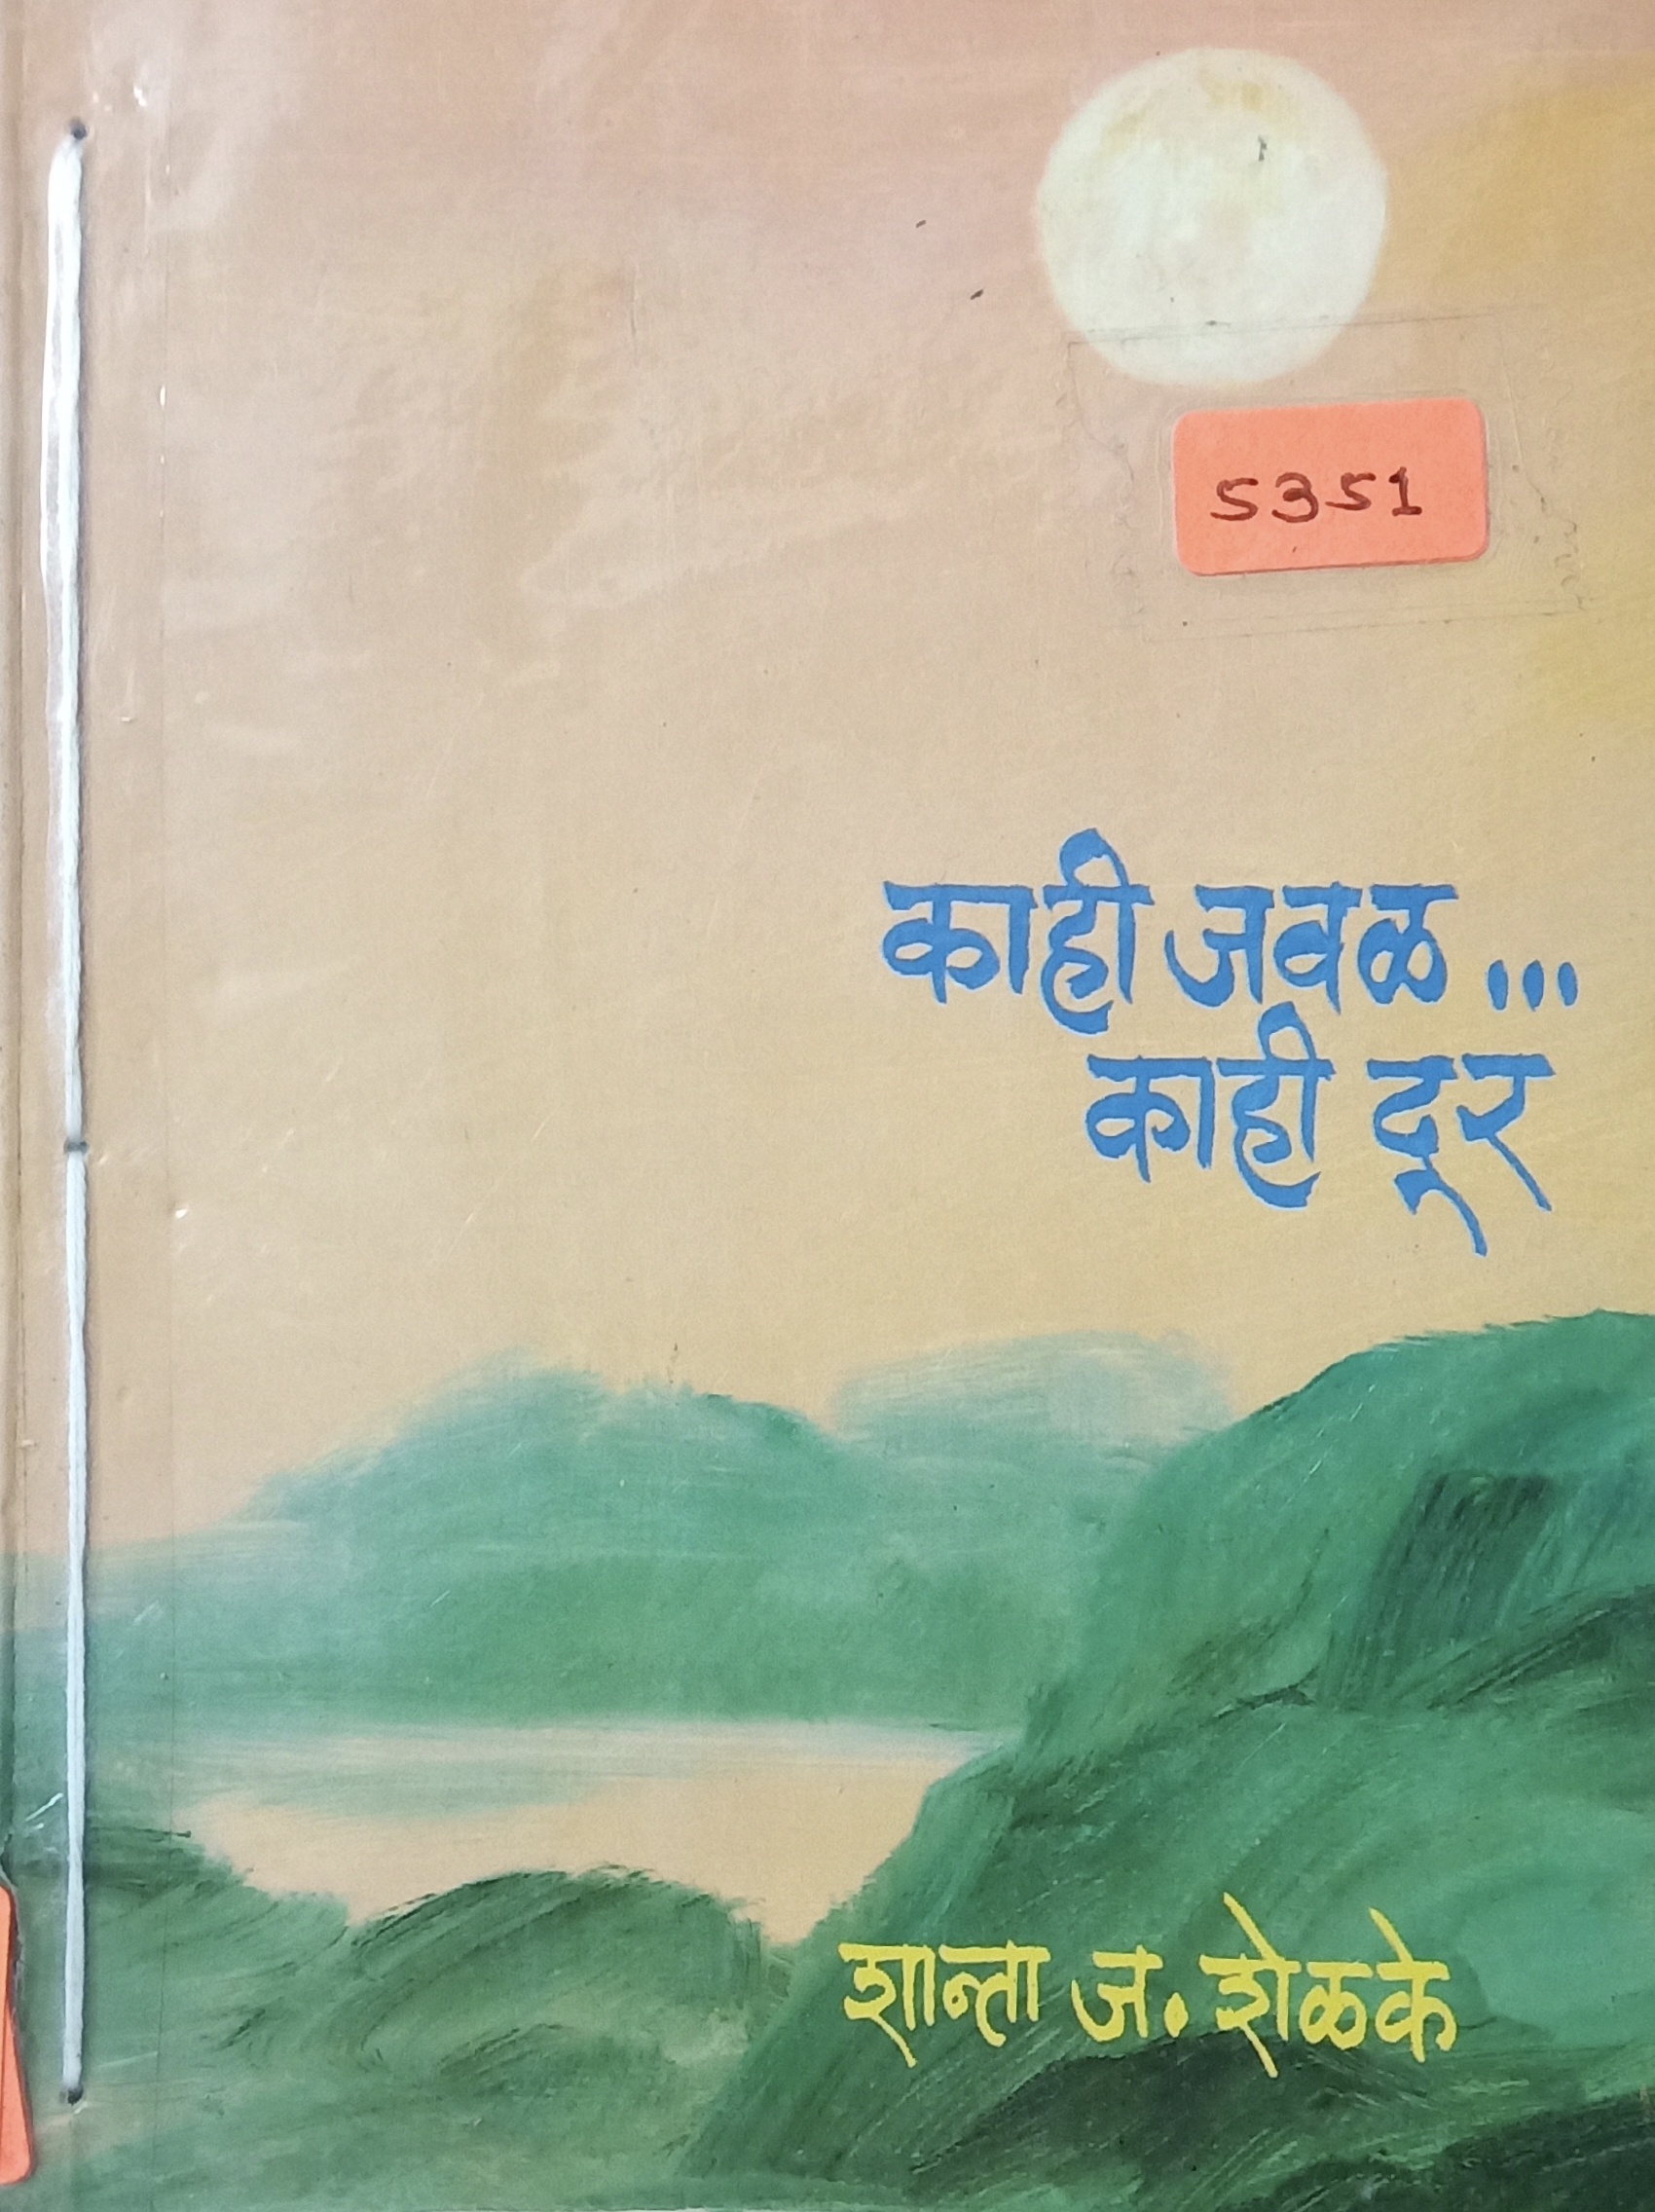 5351
काही जवळ...
काही दूर
शान्ता ज. शेळके